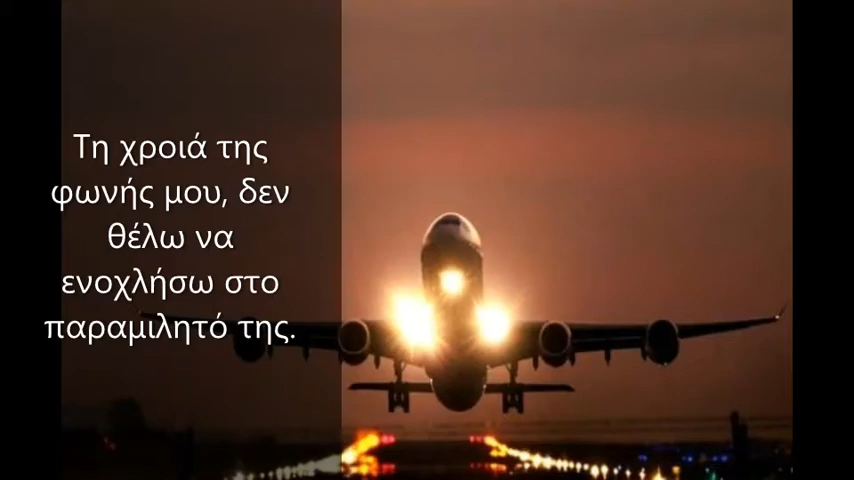 Τη χροιά της
φωνής μου, δεν
θέλω να
ενοχλήσω στο
παραμιλητό της.